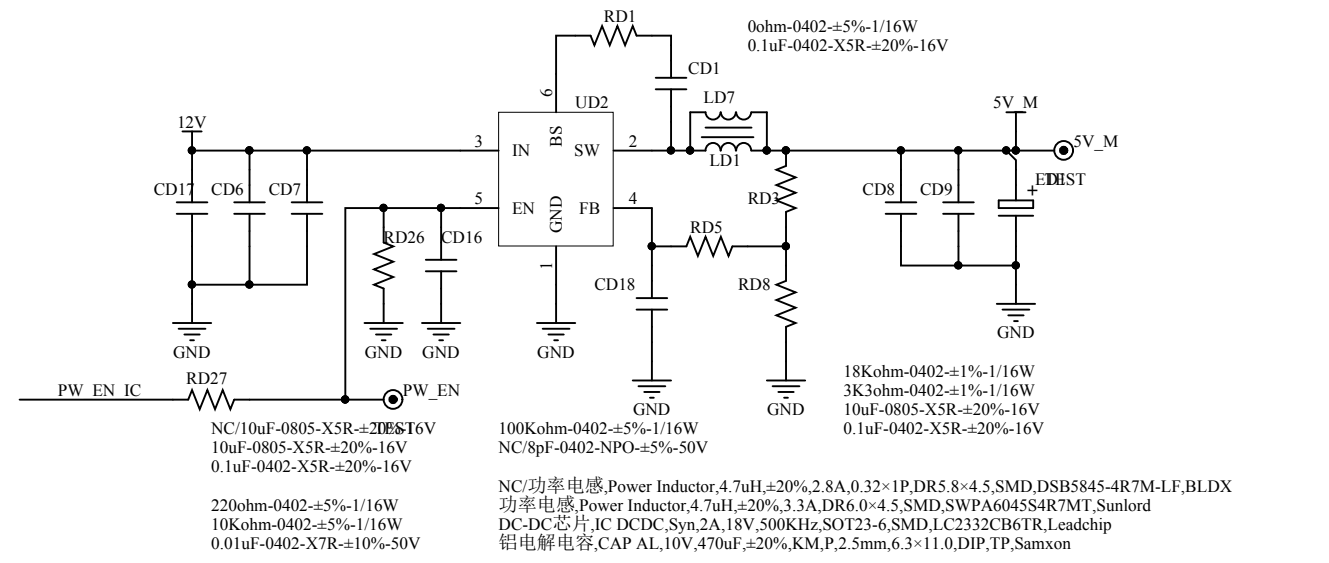 RD1
0ohm-0402-±5%-1/16W
0.1uF-0402-X5R-±20%-16V
CD1
6
UD2
LD7
5V_M
12V
3
IN
BS
SW
2
5V_M
LD1
CD17
CD6
CD7
5
EN
GND
FB
4
RD3
CD8
CD9
+
TEST
RD26
CD16
RD5
1
CD18
RD8
GND
GND
GND
GND
GND
PW_EN_IC
RD27
PW_EN
GND
GND
18Kohm-0402-±1%-1/16W
3K3ohm-0402-±1%-1/16W
10uF-0805-X5R-±20%-16V
0.1uF-0402-X5R-±20%-16V
NC/10uF-0805-X5R-±20%-16V
TEST
10uF-0805-X5R-±20%-16V
0.1uF-0402-X5R-±20%-16V
100Kohm-0402-±5%-1/16W
NC/8pF-0402-NPO-±5%-50V
220ohm-0402-±5%-1/16W
10Kohm-0402-±5%-1/16W
0.01uF-0402-X7R-±10%-50V
NC/功率电感,Power Inductor,4.7uH,±20%,2.8A,0.32×1P,DR5.8×4.5,SMD,DSB5845-4R7M-LF,BLDX
功率电感,Power Inductor,4.7uH,±20%,3.3A,DR6.0×4.5,SMD,SWPA6045S4R7MT,Sunlord
DC-DC芯片,IC DCDC,Syn,2A,18V,500KHz,SOT23-6,SMD,LC2332CB6TR,Leadchip
铝电解电容,CAP AL,10V,470uF,±20%,KM,P,2.5mm,6.3×11.0,DIP,TP,Samxon